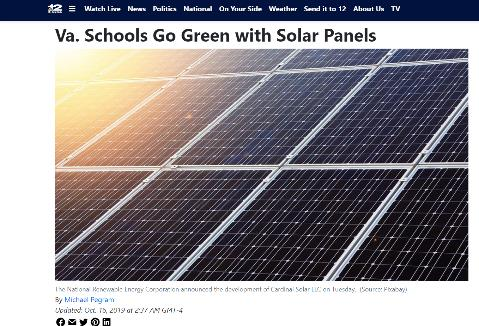 12
Watch Live News Politics National On Your Side Weather Send it to 12 About Us TV
Va. Schools Go Green with Solar Panels
The National Renewable Energy Corporation announced the development of Cardinal Solar LLC on Tuesday. (Source: Pixabay)
By Michael Pegram
Updated: Oct. 15, 2019 at 2:37 AM GMT-4